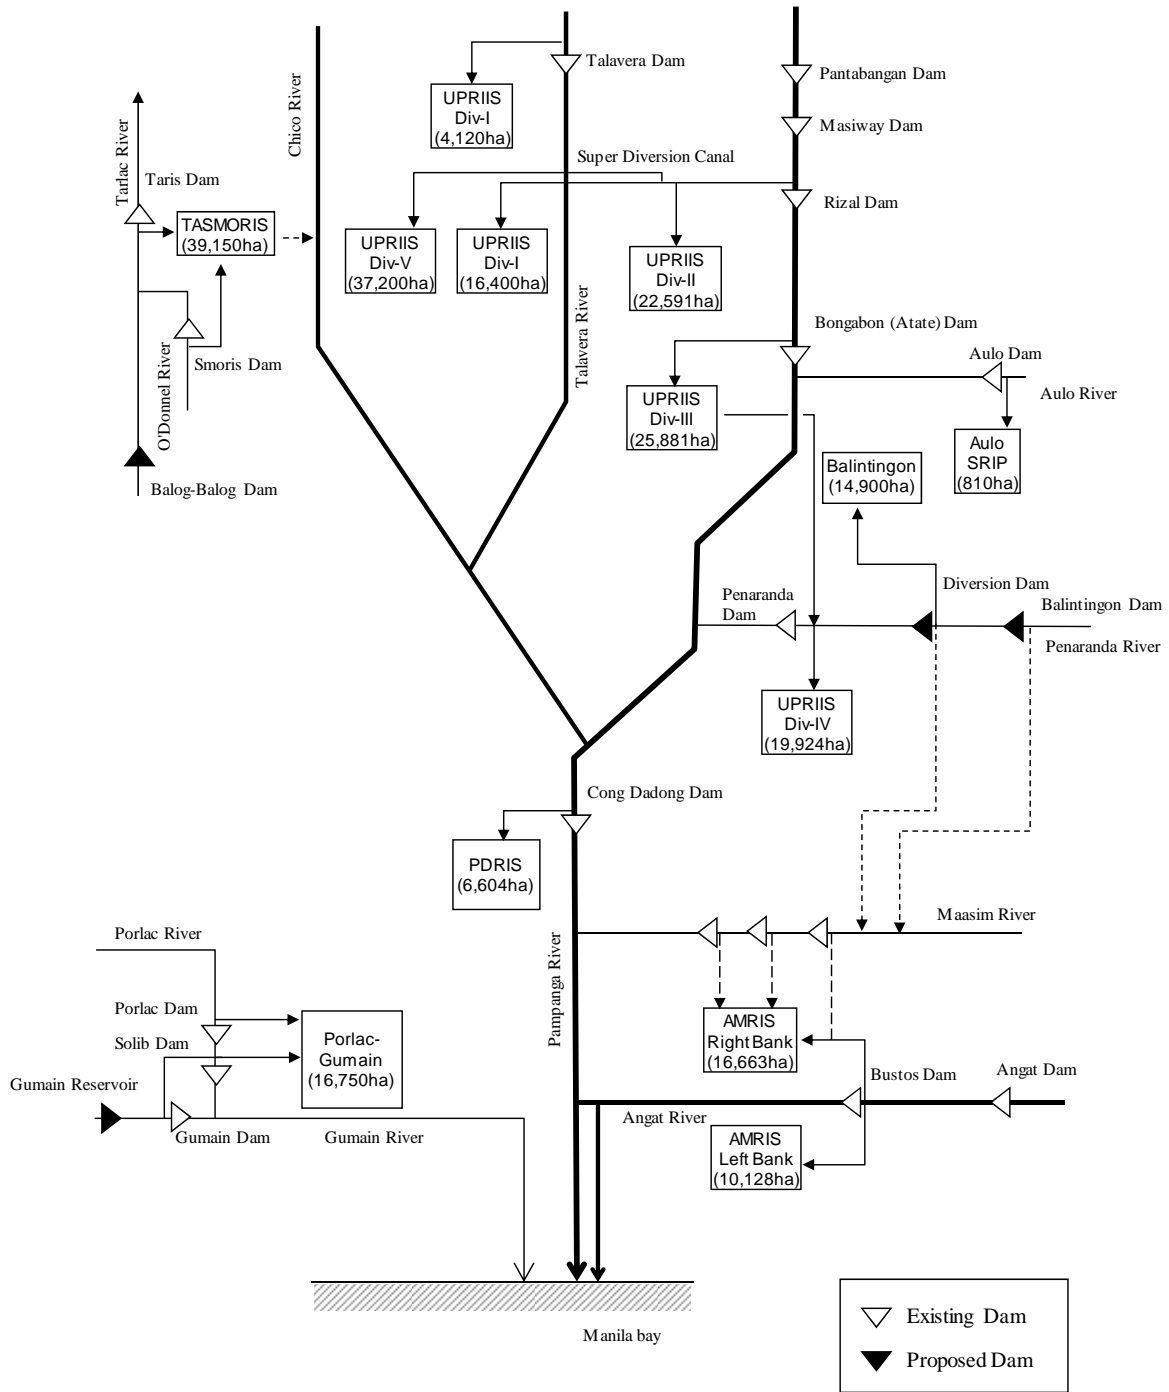 Talavera Dam
Pantabangan Dam
UPRIIS
Div-I
(4,120ha)
Chico River
Masiway Dam
Tarlac River
Taris Dam
Super Diversion Canal
Rizal Dam
TASMORIS
(39,150ha)
UPRIIS
Div-V
(37,200ha)
UPRIIS
Div-I
(16,400ha)
UPRIIS
Div-II
(22,591ha)
Talavera River
Bongabon (Atate) Dam
Smoris Dam
O'Donnel River
Aulo Dam
Aulo River
UPRIIS
Div-III
(25,881ha)
Aulo
SRIP
(810ha)
Balintingon
(14,900ha)
Balog-Balog Dam
Diversion Dam
Penaranda
Dam
Balintingon Dam
Penaranda River
UPRIIS
Div-IV
(19,924ha)
Cong Dadong Dam
PDRIS
(6,604ha)
Maasim River
Porlac River
Pampanga River
Porlac Dam
Solib Dam
Porlac-
Gumain
(16,750ha)
AMRIS
Right Bank
(16,663ha)
Gumain Reservoir
Bustos Dam
Angat Dam
Gumain Dam
Gumain River
Angat River
AMRIS
Left Bank
(10,128ha)
Manila bay
Existing Dam
Proposed Dam